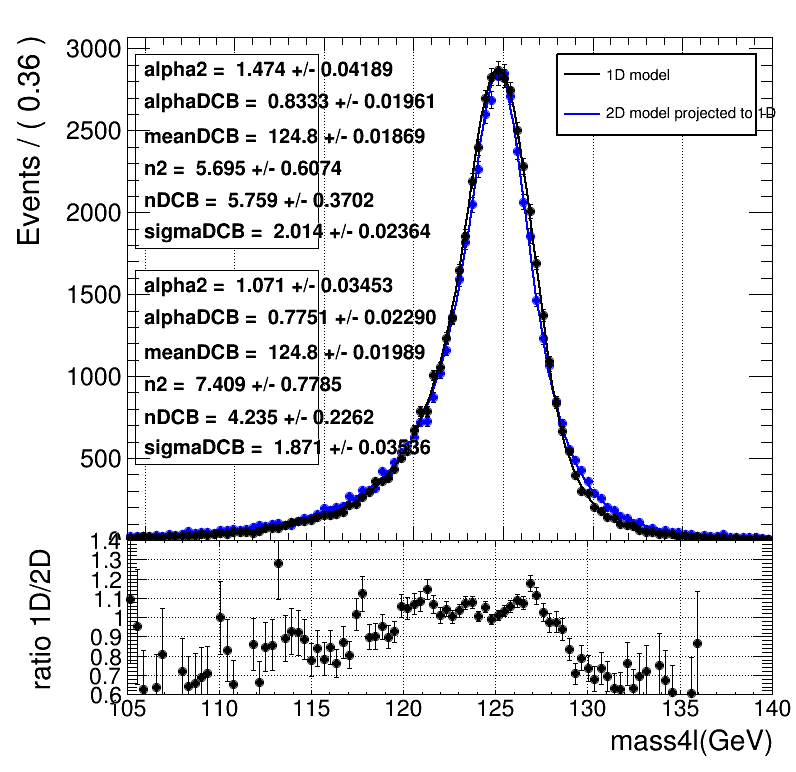 3000
2500
2000
1500
1000
500
0
Events / ( 0.36 )
alpha2 = 1.474 +/- 0.04189
alphaDCB = 0.8333 +/- 0.01961
meanDCB = 124.8 +/- 0.01869
n2 = 5.695 +/- 0.6074
nDCB = 5.759 +/- 0.3702
sigmaDCB = 2.014 +/- 0.02364
alpha2 = 1.071 +/- 0.03453
alphaDCB = 0.7751 +/- 0.02290
meanDCB = 124.8 +/- 0.01989
n2 = 7.409 +/- 0.7785
nDCB = 4.235 +/- 0.2262
sigmaDCB = 1.871 +/- 0.03536
1D model
2D model projected to 1D
1.4
1.3
1.2
1.1
1
0.9
0.8
0.7
0.6
ratio 1D/2D
105 110 115 120 125 130 135 140
mass4l(GeV)